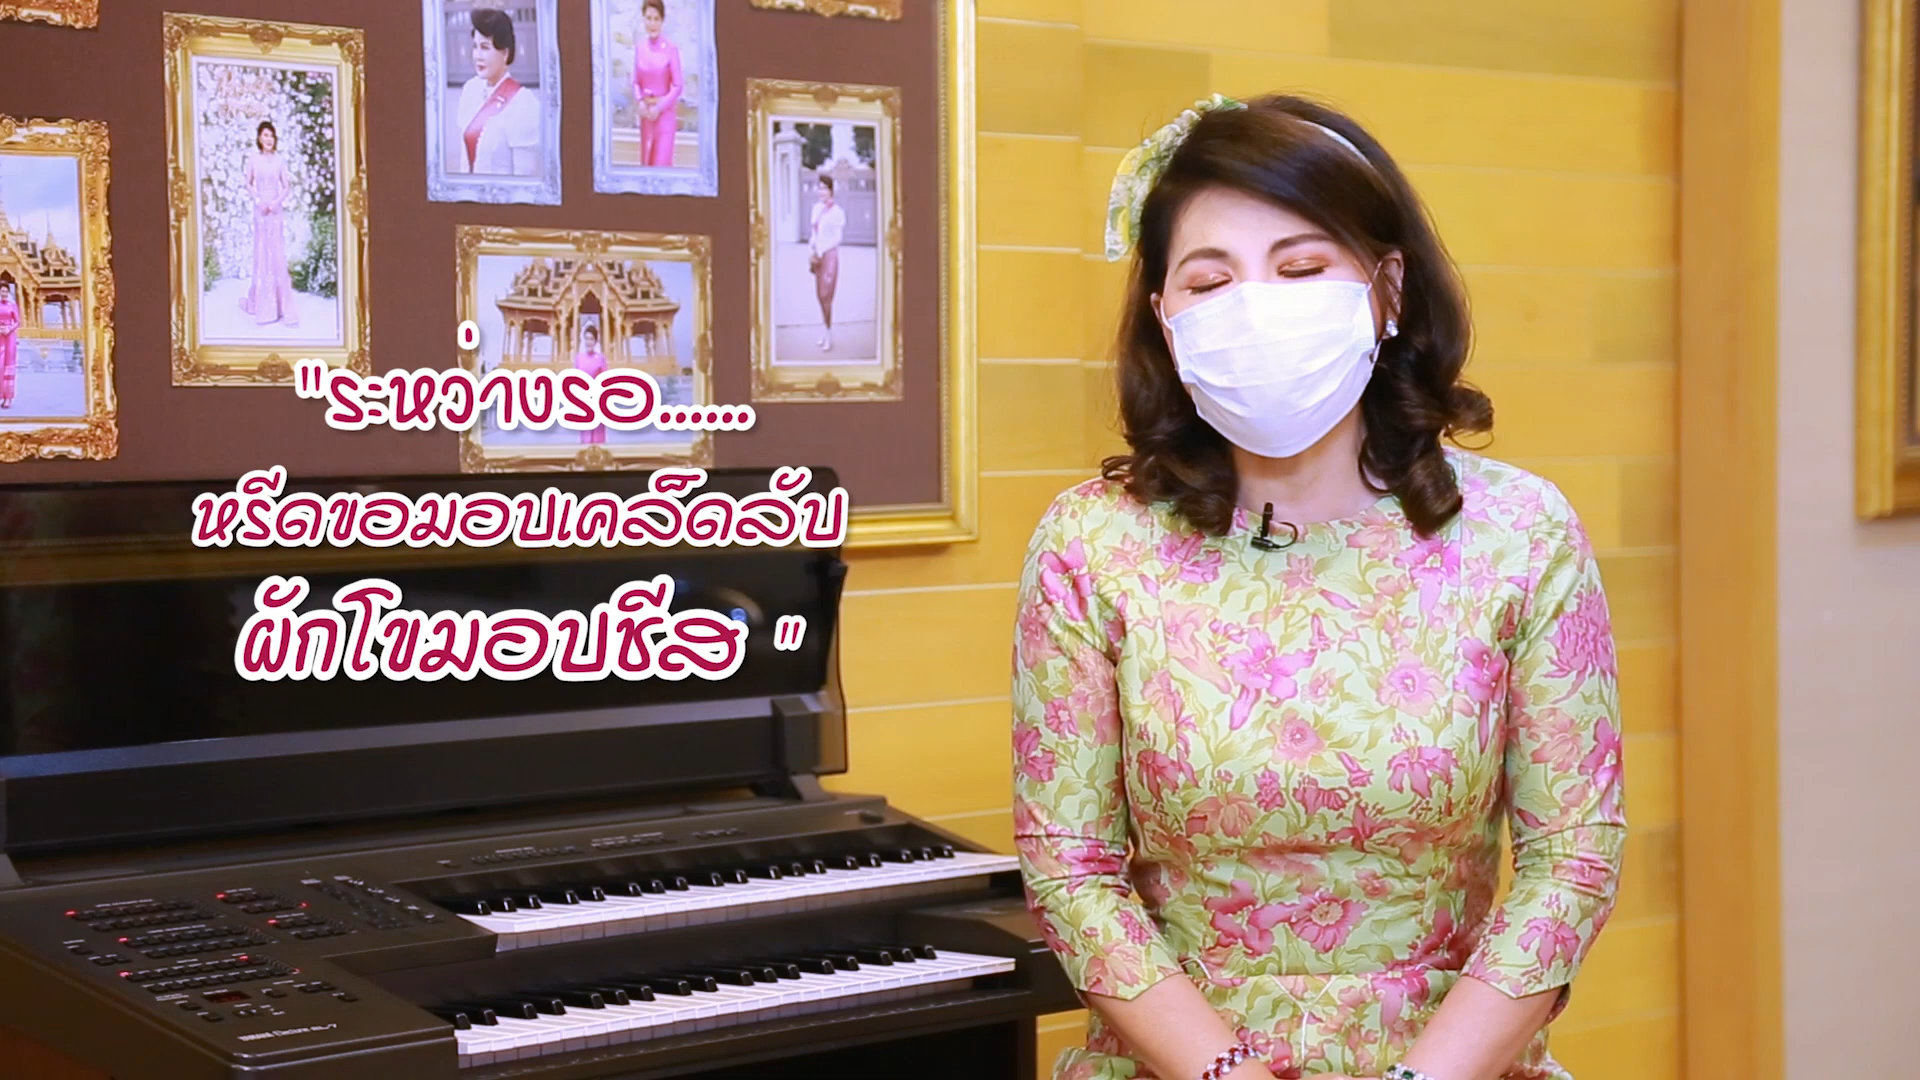 "ระหว่างรอ......
หรีดขอมอบเคล็ดลับ
ผักโขมอบชีส "